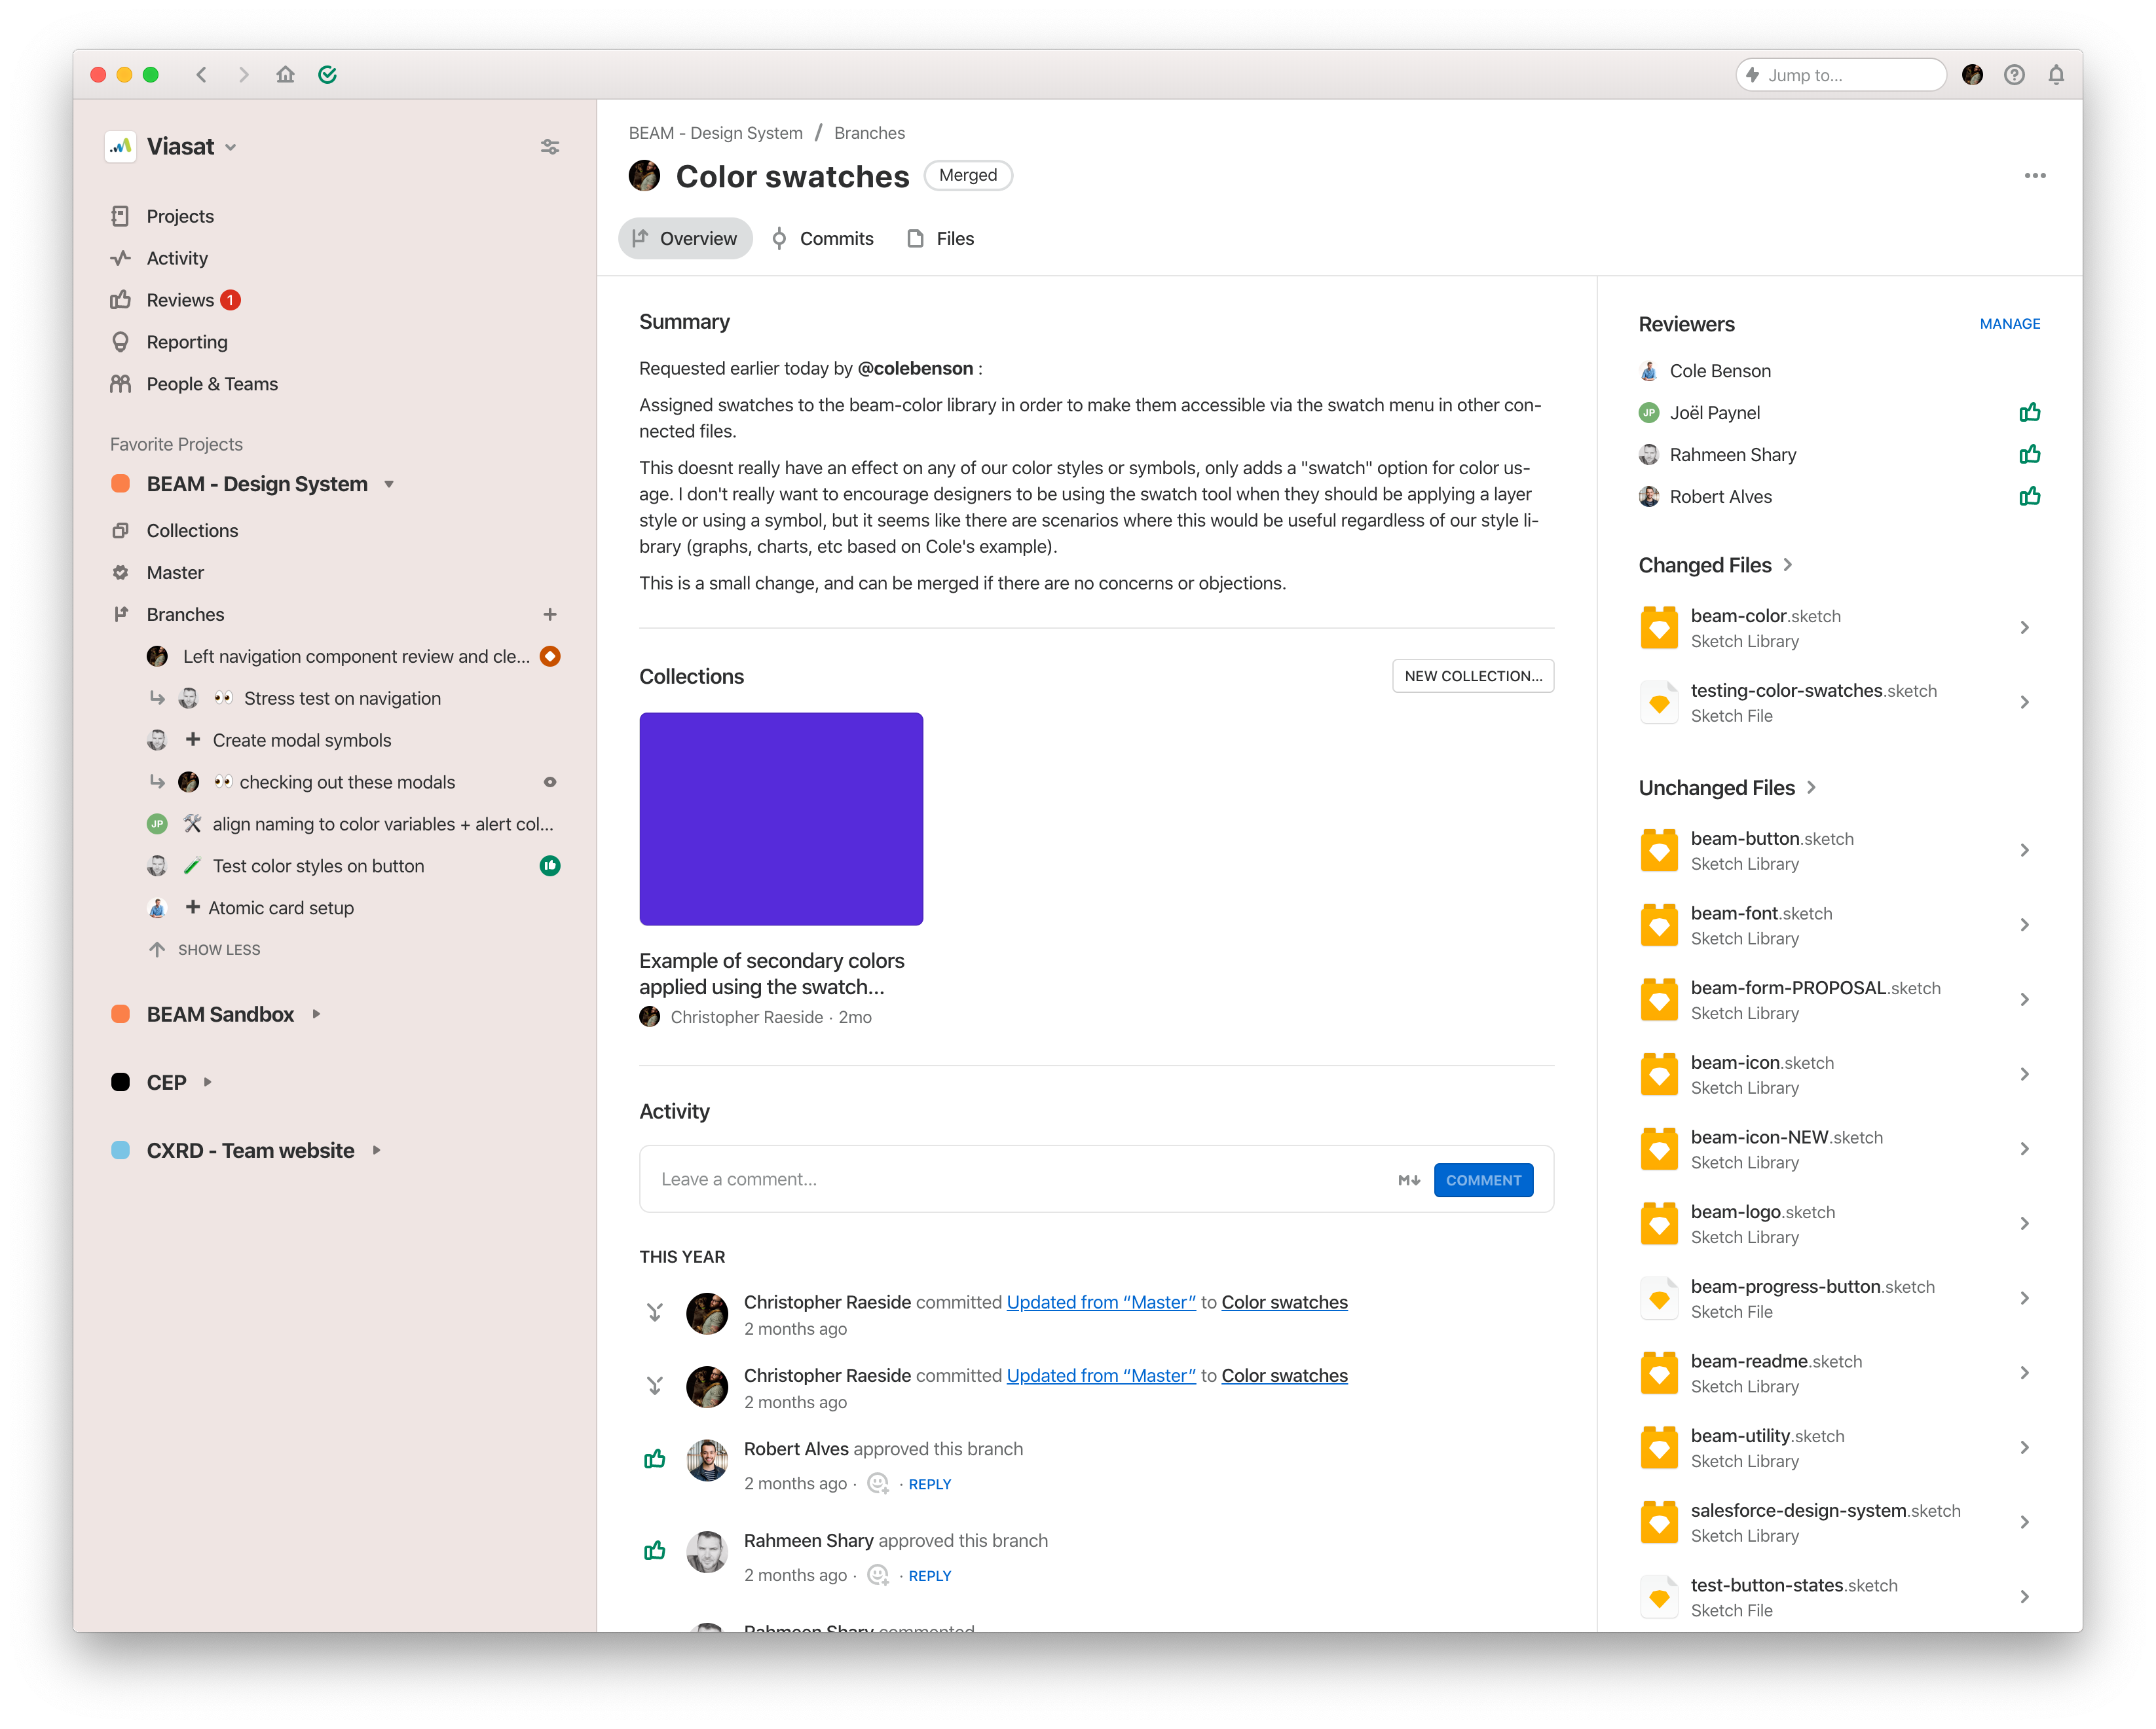 Jump to...
Viasat
Projects
Activity
Reviews 1
Reporting
People & Teams
Favorite Projects
BEAM - Design System
Collections
Master
Branches
Left navigation component review and cle...
Stress test on navigation
Create modal symbols
checking out these modals
JP align naming to color variables + alert col...
Test color styles on button
Atomic card setup
SHOW LESS
BEAM Sandbox
CEP
CXRD - Team website
BEAM - Design System / Branches
Color swatches Merged
Overview Commits Files
Summary
Requested earlier today by @colebenson :
Assigned swatches to the beam-color library in order to make them accessible via the swatch menu in other con-
nected files.
This doesnt really have an effect on any of our color styles or symbols, only adds a "swatch" option for color us-
age. I don't really want to encourage designers to be using the swatch tool when they should be applying a layer
style or using a symbol, but it seems like there are scenarios where this would be useful regardless of our style li-
brary (graphs, charts, etc based on Cole's example).
This is a small change, and can be merged if there are no concerns or objections.
Collections NEW COLLECTION...
Example of secondary colors
applied using the swatch...
Christopher Raeside · 2mo
Activity
Leave a comment... M COMMENT
THIS YEAR
Christopher Raeside committed Updated from “Master” to Color swatches
2 months ago
Christopher Raeside committed Updated from “Master” to Color swatches
2 months ago
Robert Alves approved this branch
2 months ago · · REPLY
Rahmeen Shary approved this branch
2 months ago · · REPLY
Rahmeen Shary commented
Reviewers MANAGE
Cole Benson
JP Joël Paynel
Rahmeen Shary
Robert Alves
Changed Files
beam-color.sketch
Sketch Library
testing-color-swatches.sketch
Sketch File
Unchanged Files
beam-button.sketch
Sketch Library
beam-font.sketch
Sketch Library
beam-form-PROPOSAL.sketch
Sketch Library
beam-icon.sketch
Sketch Library
beam-icon-NEW.sketch
Sketch Library
beam-logo.sketch
Sketch Library
beam-progress-button.sketch
Sketch File
beam-readme.sketch
Sketch Library
beam-utility.sketch
Sketch Library
salesforce-design-system.sketch
Sketch Library
test-button-states.sketch
Sketch File